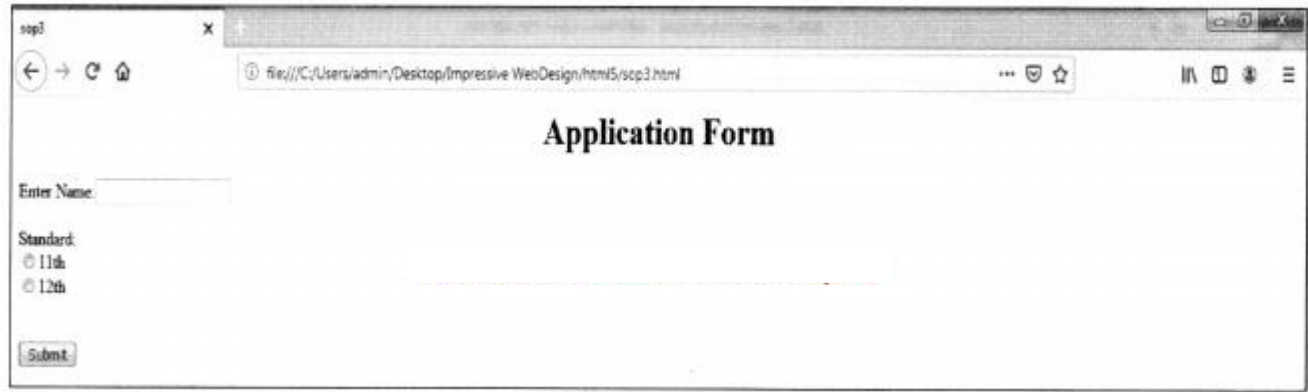 sop3
file:///C:/Users/admin/Desktop/Impressive WebDesign/html5/sop3.html
Application Form
Enter Name:
Standard:
11th
12th
Submit